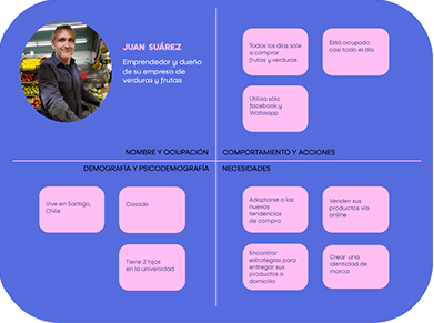 JUAN SUÁREZ
Emprendedor y dueño
de su empresa de
verduras y frutas
NOMBRE Y OCIUPACIÓN
Todos los días sale
a comprar
frutas y verduras
Está ocupado
casi todo el día
Utiliza sólo
facebook y
Watssapp
COMPORTAMIENTO Y ACCIONES
DEMOGRAFÍA Y PSICODEMOGRAFÍA
Vive en Santigo,
Chile
Casado
Tiene 2 hijos
en la universidad
NECESIDADES
Adaptarse a las
nuevas
tendencias
de compra
Vender sus
productos vía
online
Encontrar
estrategias para
entregar sus
productos a
domicilio
Crear una
identidad de
marca